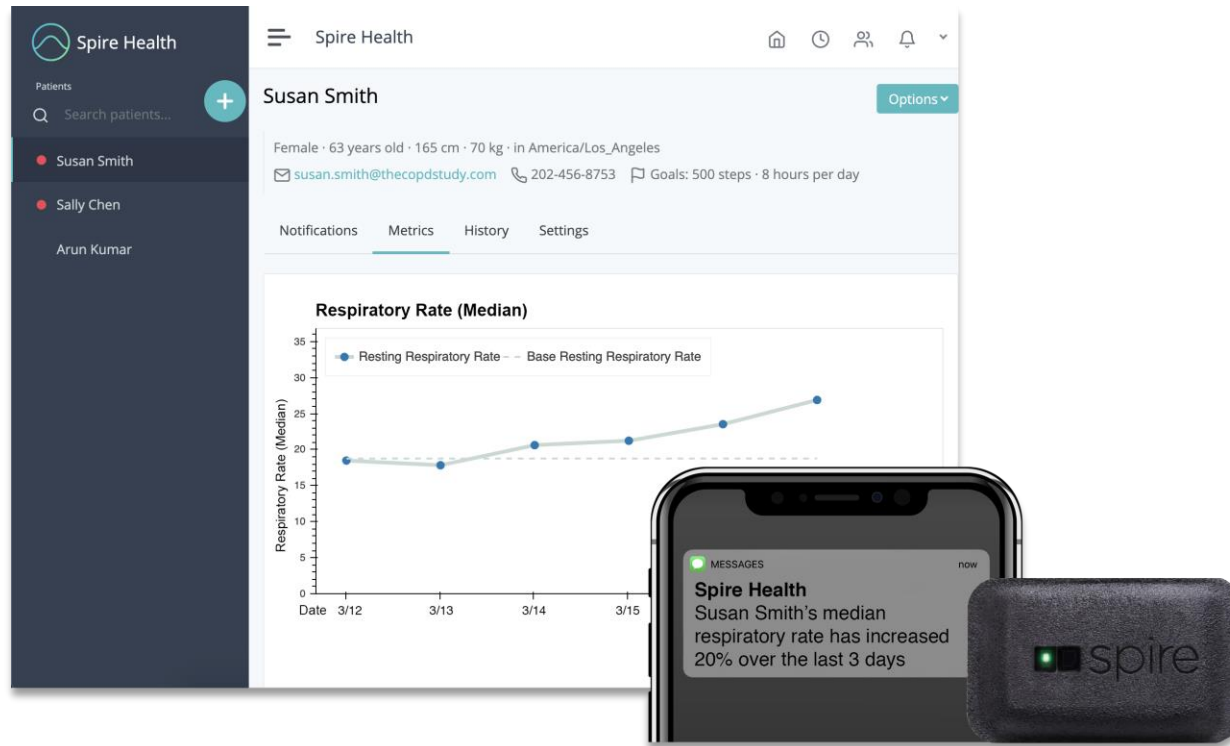 Spire Health
Patients
Search patients...
+
Susan Smith
Sally Chen
Arun Kumar
Spire Health
Susan Smith
Options
Female · 63 years old · 165 cm · 70 kg · in America/Los_Angeles
susan.smith@thecopdstudy.com 202-456-8753 Goals: 500 steps · 8 hours per day
Notifications Metrics History Settings
Respiratory Rate (Median)
Resting Respiratory Rate Base Resting Respiratory Rate
Respiratory Rate (Median)
35
30
25
20
15
10
5
0
Date 3/12 3/13 3/14 3/15
MESSAGES now
Spire Health
Susan Smith’s median
respiratory rate has increased
20% over the last 3 days
spire